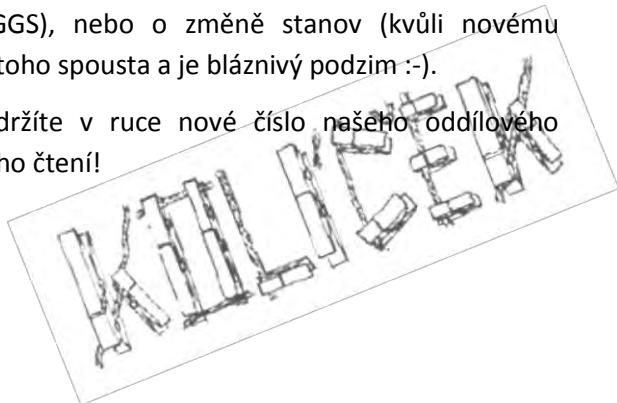 GGS), nebo o změně stanov (kvůli novému
toho spousta a je bláznivý podzim :-).
držíte v ruce nové číslo našeho oddílového
ho čtení!
KOLÍČEK